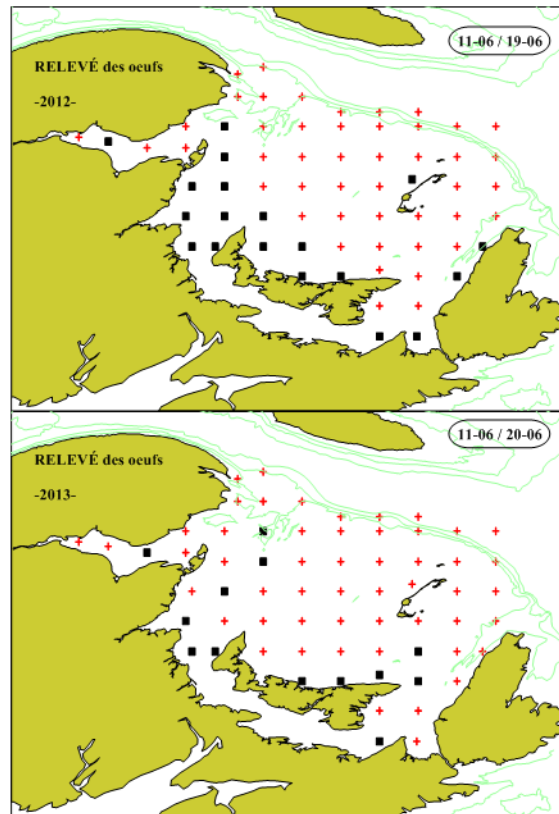 11-06 / 19-06
RELEVÉ des oeufs
-2012-
11-06 / 20-06
RELEVÉ des oeufs
-2013-